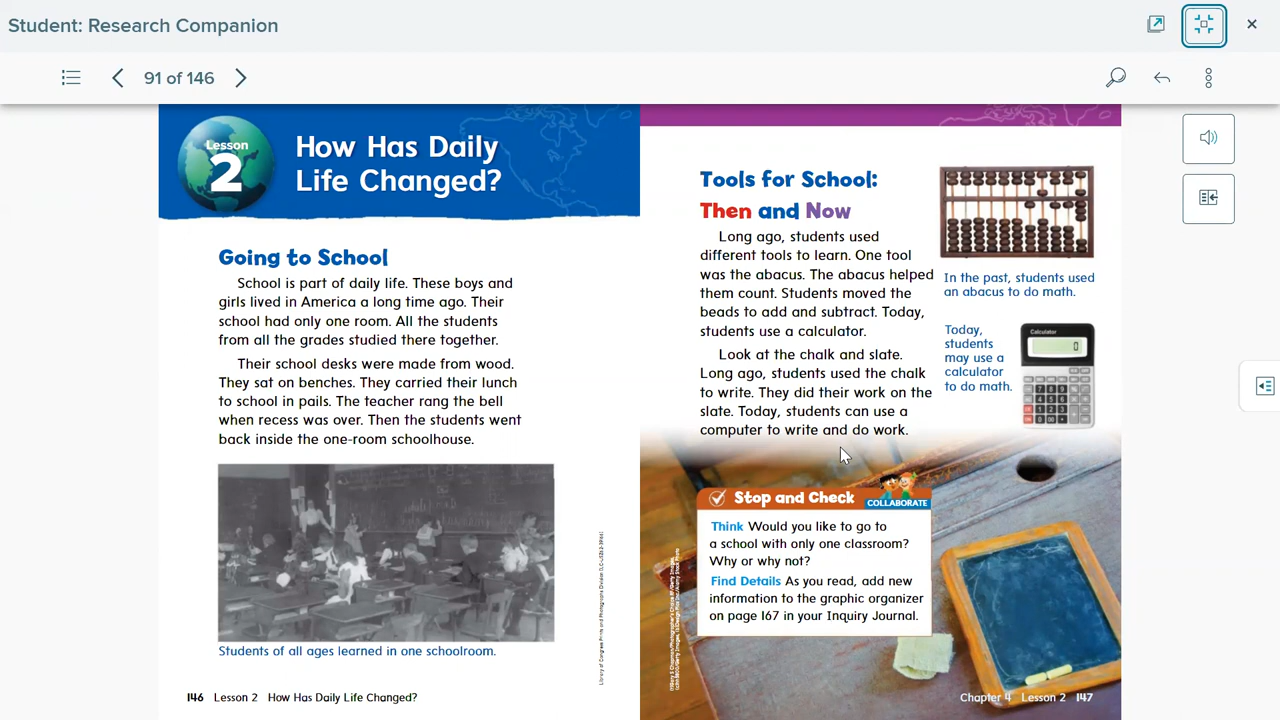 Student: Research Companion
91 of 146
Lesson
2
How Has Daily
Life Changed?
Going to School
School is part of daily life. These boys and
girls lived in America a long time ago. Their
school had only one room. All the students
from all the grades studied there together.
Their school desks were made from wood.
They sat on benches. They carried their lunch
to school in pails. The teacher rang the bell
when recess was over. Then the students went
back inside the one-room schoolhouse.
Students of all ages learned in one schoolroom.
146 Lesson 2 How Has Daily Life Changed?
Tools for School:
Then and Now
Long ago, students used
different tools to learn. One tool
was the abacus. The abacus helped
them count. Students moved the
beads to add and subtract. Today,
students use a calculator.
Look at the chalk and slate.
Long ago, students used the chalk
to write. They did their work on the
slate. Today, students can use a
computer to write and do work.
In the past, students used
an abacus to do math.
Today,
students
may use a
calculator
to do math.
Calculator
0
Stop and Check
COLLABORATE
Think Would you like to go to
a school with only one classroom?
Why or why not?
Find Details As you read, add new
information to the graphic organizer
on page 167 in your Inquiry Journal.
Chapter 4 Lesson 2 147